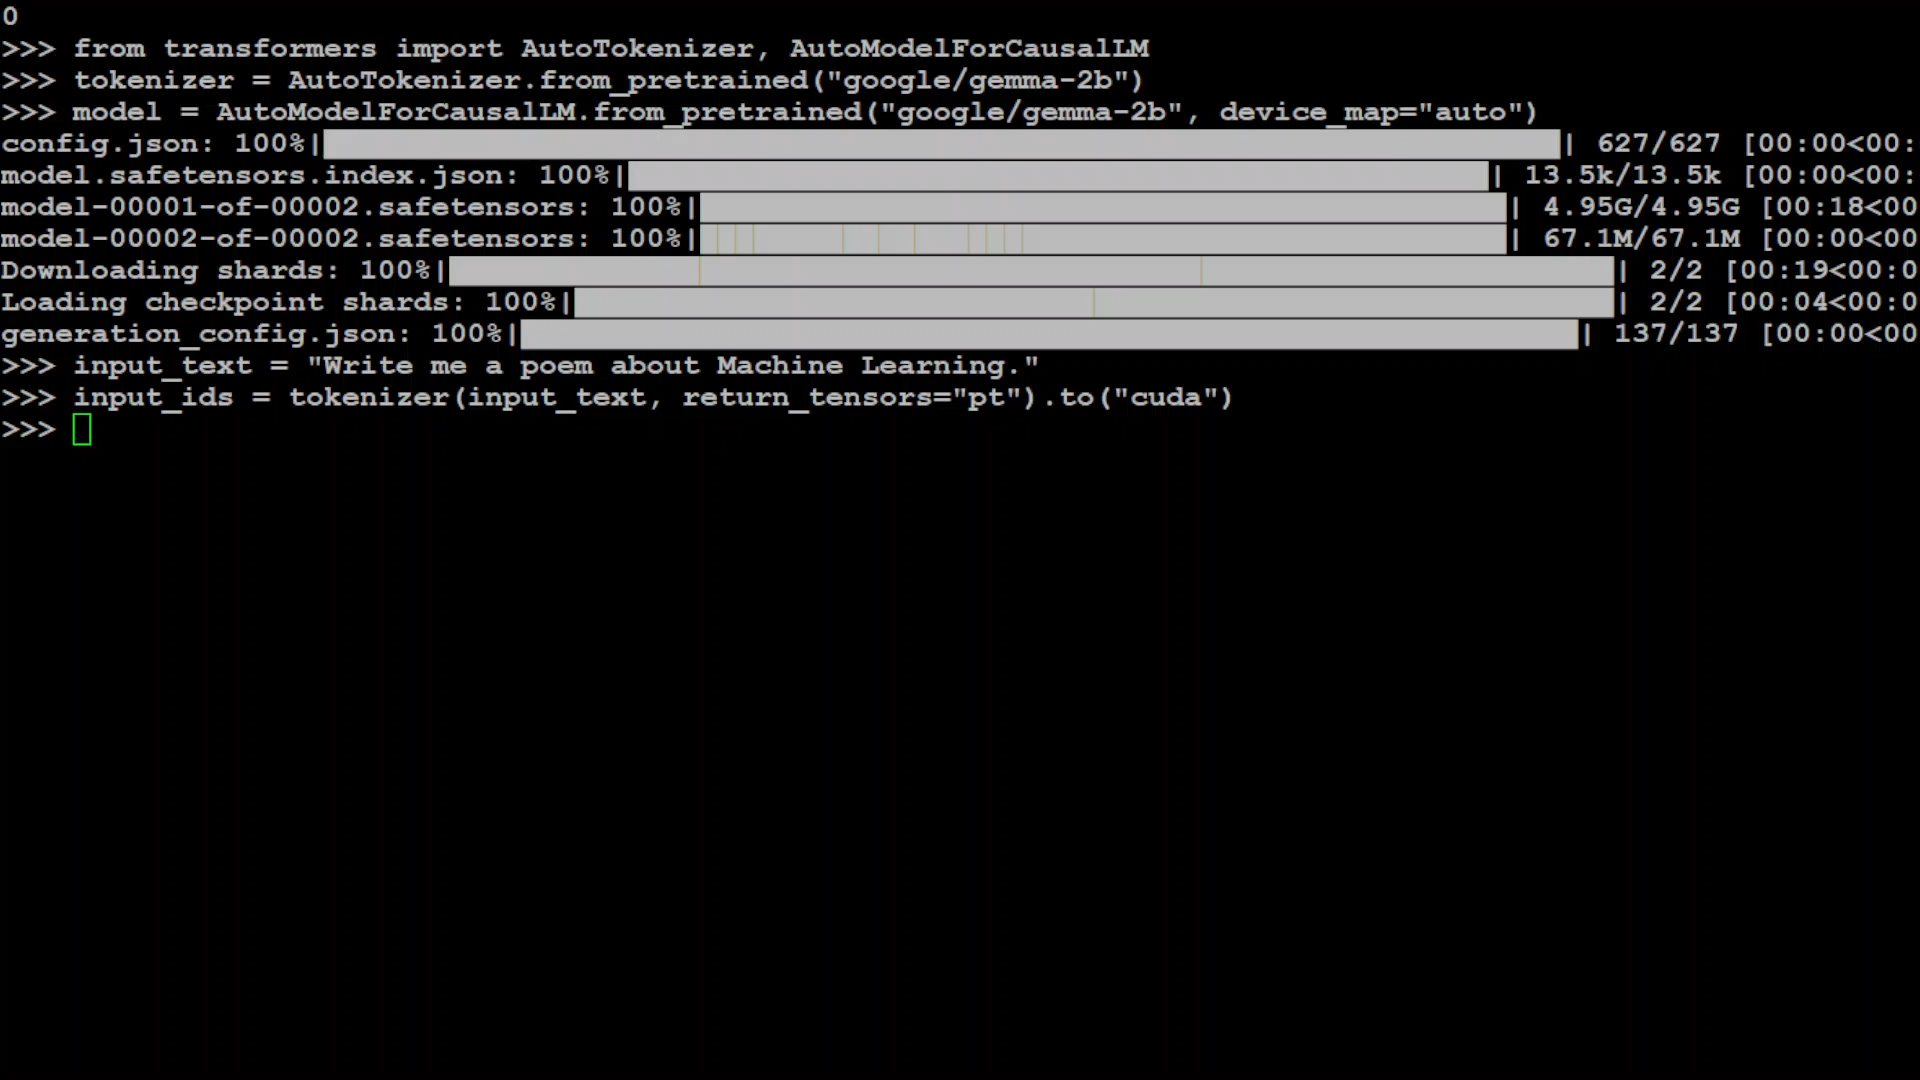 0
>>> from transformers import AutoTokenizer, AutoModelForCausalLM
>>> tokenizer = AutoTokenizer.from_pretrained("google/gemma-2b")
>>> model = AutoModelForCausalLM.from_pretrained("google/gemma-2b", device_map="auto")
config.json: 100%|| 627/627 [00:00<00:
model.safetensors.index.json: 100%|| 13.5k/13.5k [00:00<00:
model-00001-of-00002.safetensors: 100%|| 4.95G/4.95G [00:18<00
model-00002-of-00002.safetensors: 100%|| 67.1M/67.1M [00:00<00
Downloading shards: 100%|| 2/2 [00:19<00:0
Loading checkpoint shards: 100%|| 2/2 [00:04<00:0
generation_config.json: 100%|| 137/137 [00:00<00
>>> input_text = "Write me a poem about Machine Learning."
>>> input_ids = tokenizer(input_text, return_tensors="pt").to("cuda")
>>>